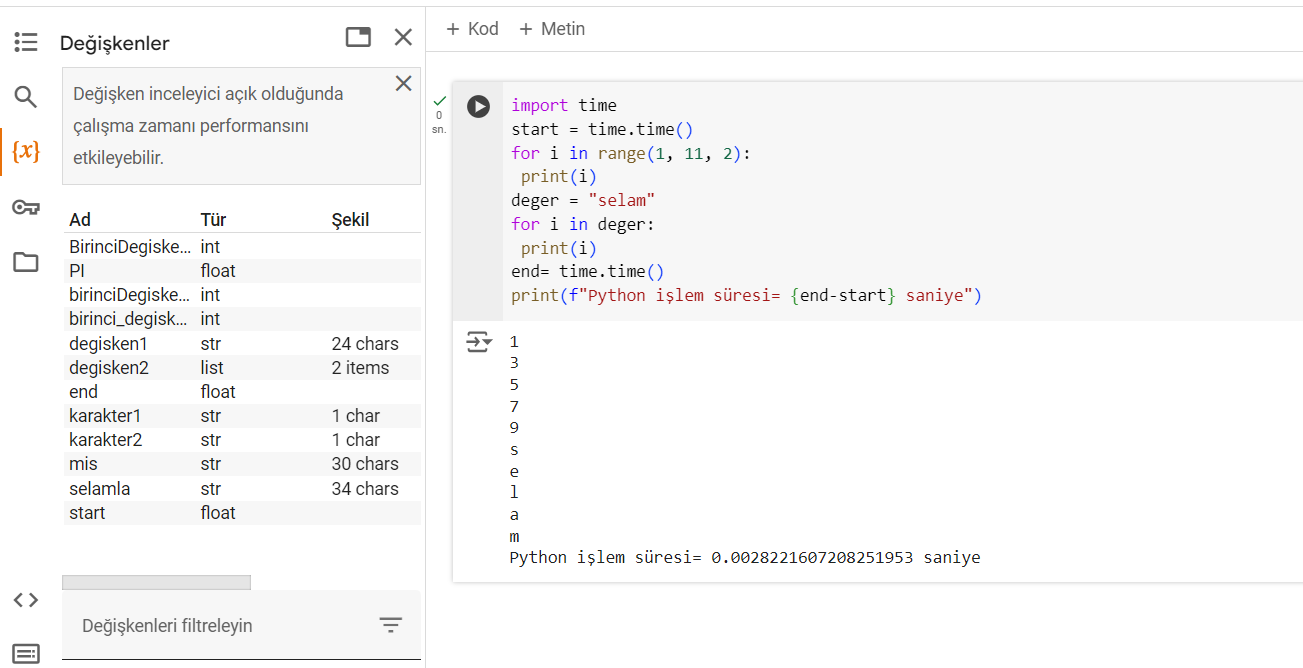 Değişkenler
Değişken inceleyici açık olduğunda
çalışma zamanı performansını
etkileyebilir.
{x}
Ad Tür Şekil
BirinciDegiske... int
PI float
birinciDegiske... int
birinci_degisk... int
degisken1 str 24 chars
degisken2 list 2 items
end float
karakter1 str 1 char
karakter2 str 1 char
mis str 30 chars
selamla str 34 chars
start float
Değişkenleri filtreleyin
+ Kod + Metin
0
sn.
import time
start = time.time()
for i in range(1, 11, 2):
 print(i)
deger = "selam"
for i in deger:
 print(i)
end= time.time()
print(f"Python işlem süresi= {end-start} saniye")
1
3
5
7
9
s
e
l
a
m
Python işlem süresi= 0.0028221607208251953 saniye